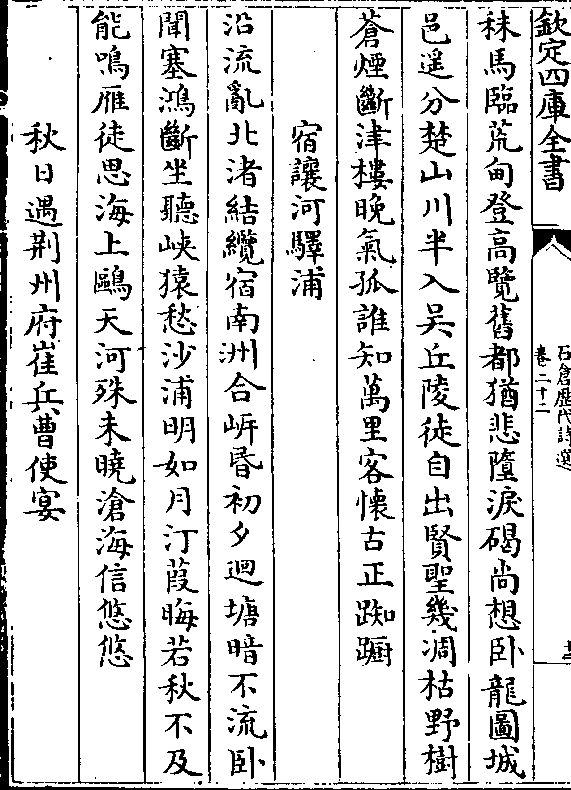 欽定四庫全書
秣馬臨荒甸登高覽舊都猶悲墮淚碣尚想卧龍圖城
邑遥分楚山川半入吴丘陵徒自出賢聖幾凋枯野樹
蒼煙斷津樓晚氣孤誰知萬里客懷古正踟蹰
宿讓河驛浦
沿流亂北渚結纜宿南洲合岍昬初夕迴塘暗不流卧
聞塞鴻斷坐聽峽猿愁沙浦明如月汀葭晦若秋不及
能鳴雁徒思海上鷗天河殊未曉滄海信悠悠
秋日遇荆州府崔兵曹使宴
石倉歴代詩選
卷二十二